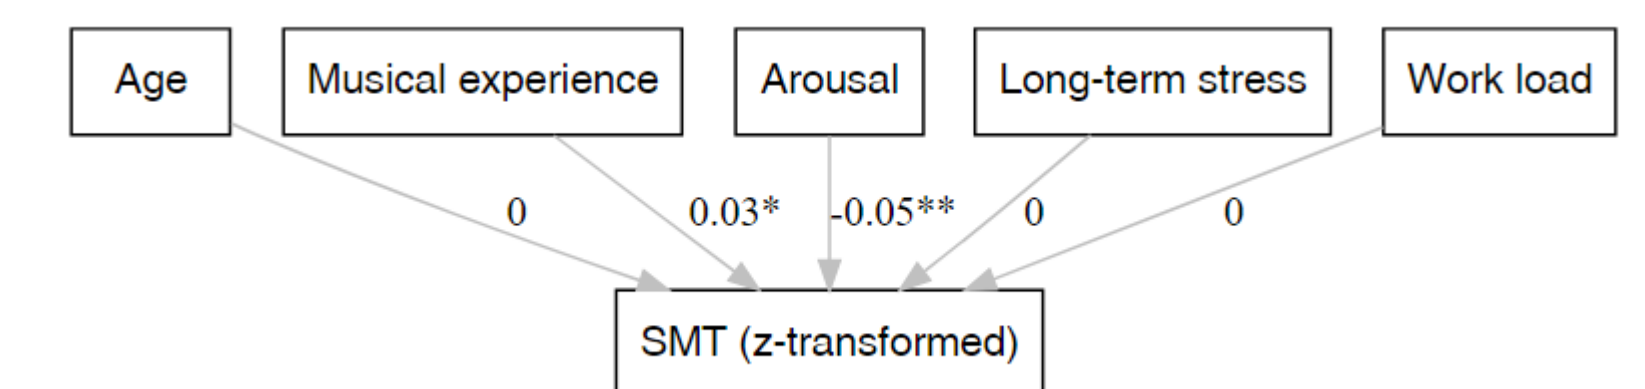 Age
Musical experience
Arousal
Long-term stress
Work load
0
0.03*
-0.05**
0
0
SMT (z-transformed)